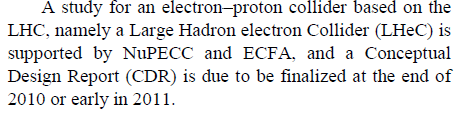 A study for an electron–proton collider based on the
LHC, namely a Large Hadron electron Collider (LHeC) is
supported by NuPECC and ECFA, and a Conceptual
Design Report (CDR) is due to be finalized at the end of
2010 or early in 2011.